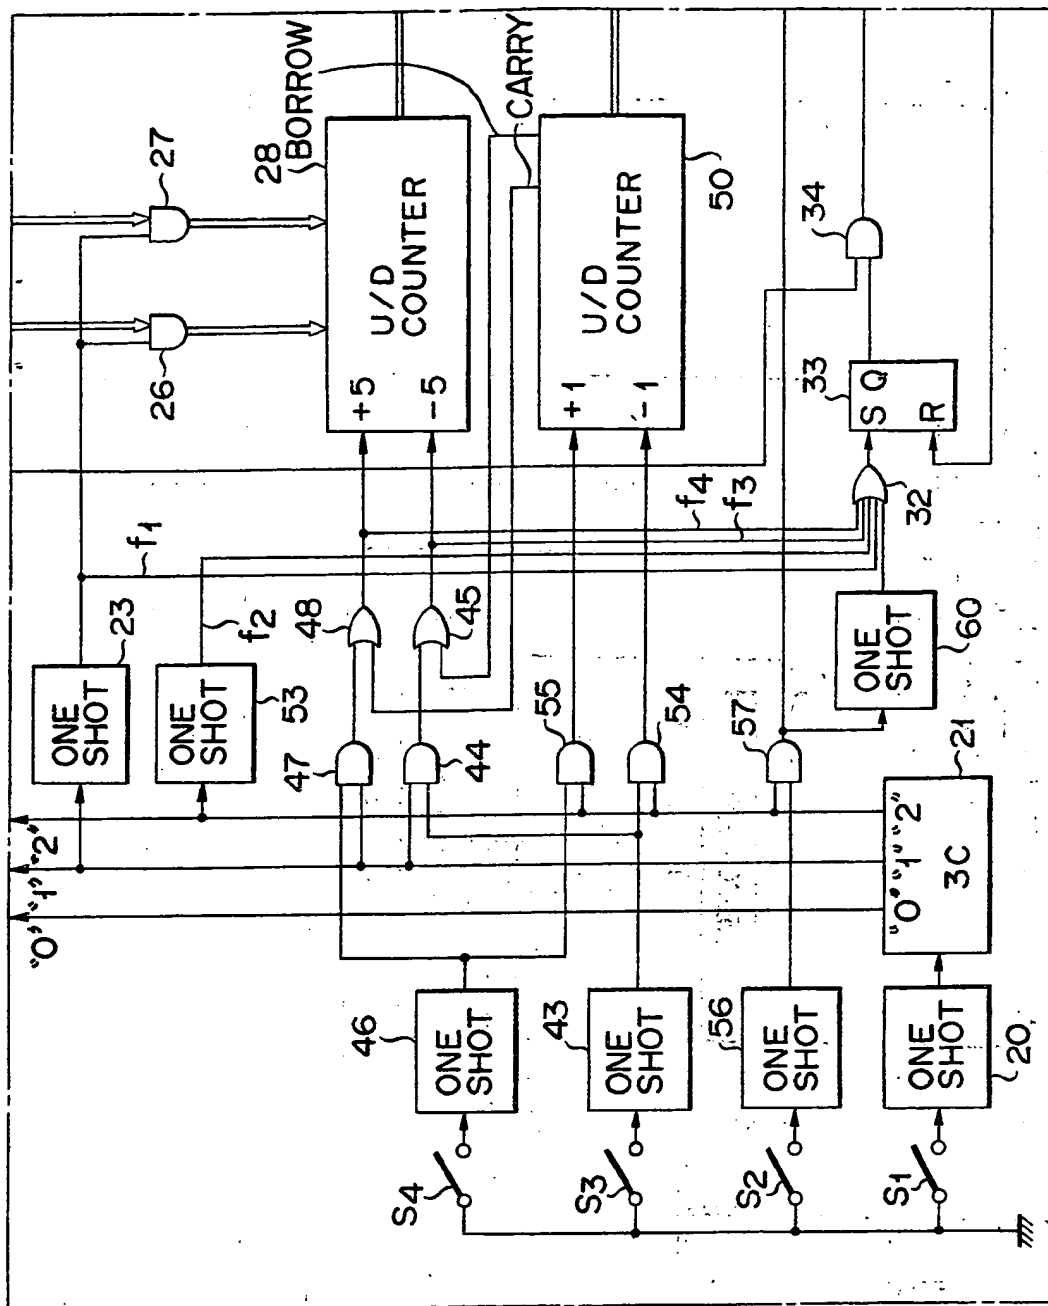 27
26
28
BORROW
U/D
COUNTER
+5
-5
CARRY
50
U/D
COUNTER
+1
-1
34
33
S Q
R
32
f1
f2
f4
f3
23
ONE
SHOT
53
ONE
SHOT
48
45
47
44
55
54
57
60
ONE
SHOT
"0" "1" "2"
21
"0" "1" "2"
3C
46
ONE
SHOT
43
ONE
SHOT
56
ONE
SHOT
20
ONE
SHOT
S4
S3
S2
S1